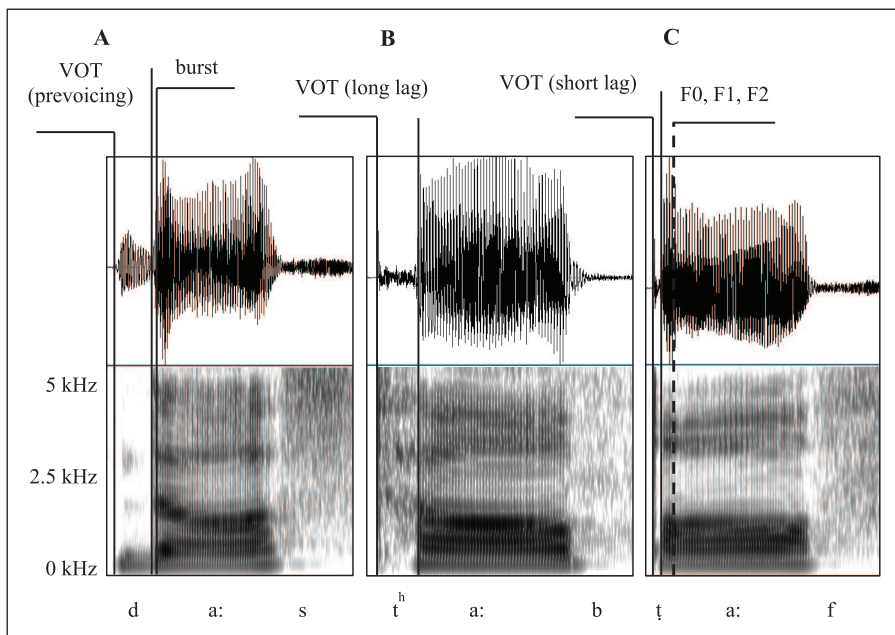 A
B
C
VOT
(prevoicing)
burst
VOT (long lag)
VOT (short lag)
F0, F1, F2
5 kHz
2.5 kHz
0 kHz
d a: s tʰ a: b ṭ a: f